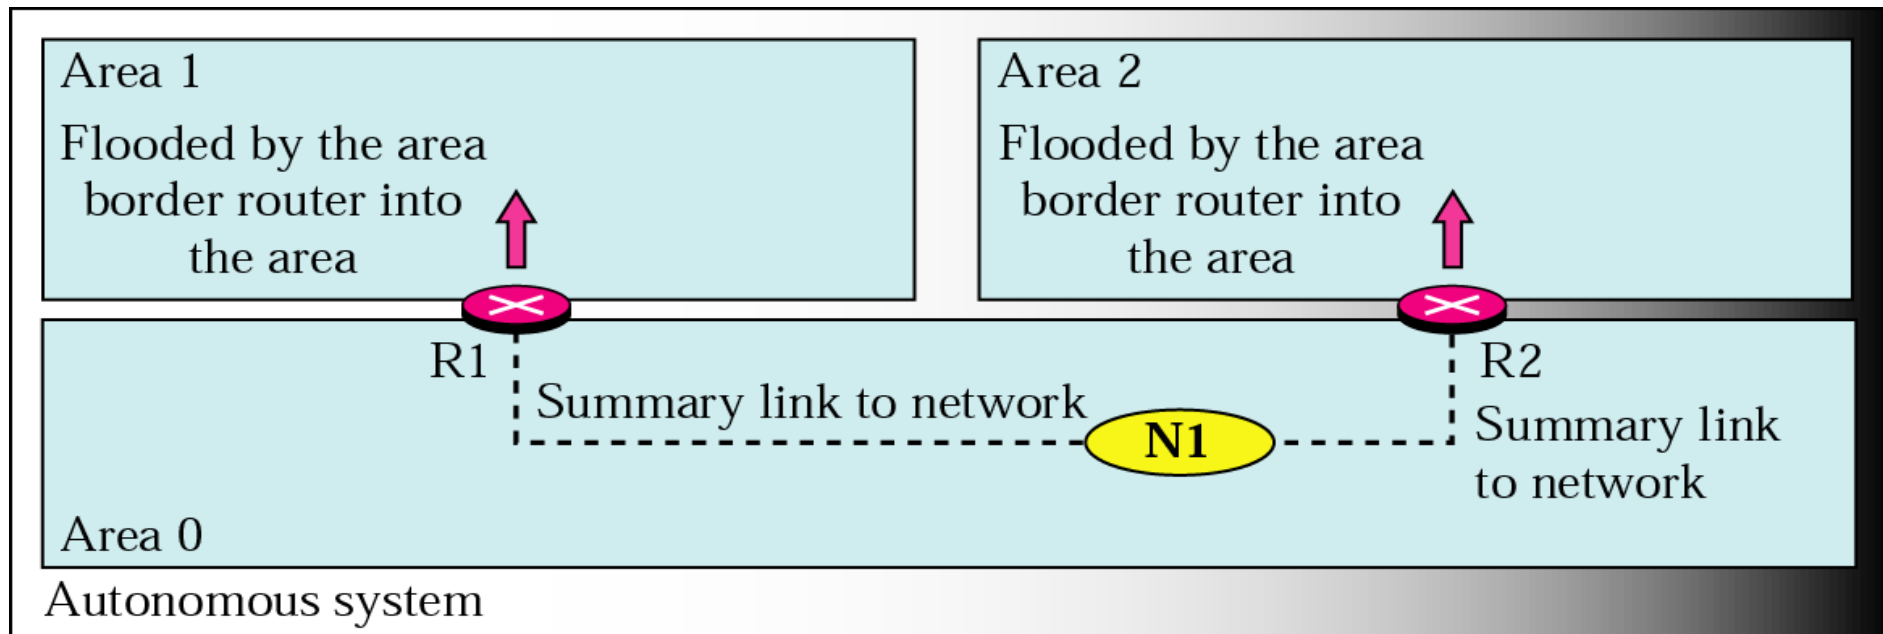 Area 1
Flooded by the area
border router into
the area
Area 2
Flooded by the area
border router into
the area
R1
R2
Summary link to network
N1
Summary link
to network
Area 0
Autonomous system